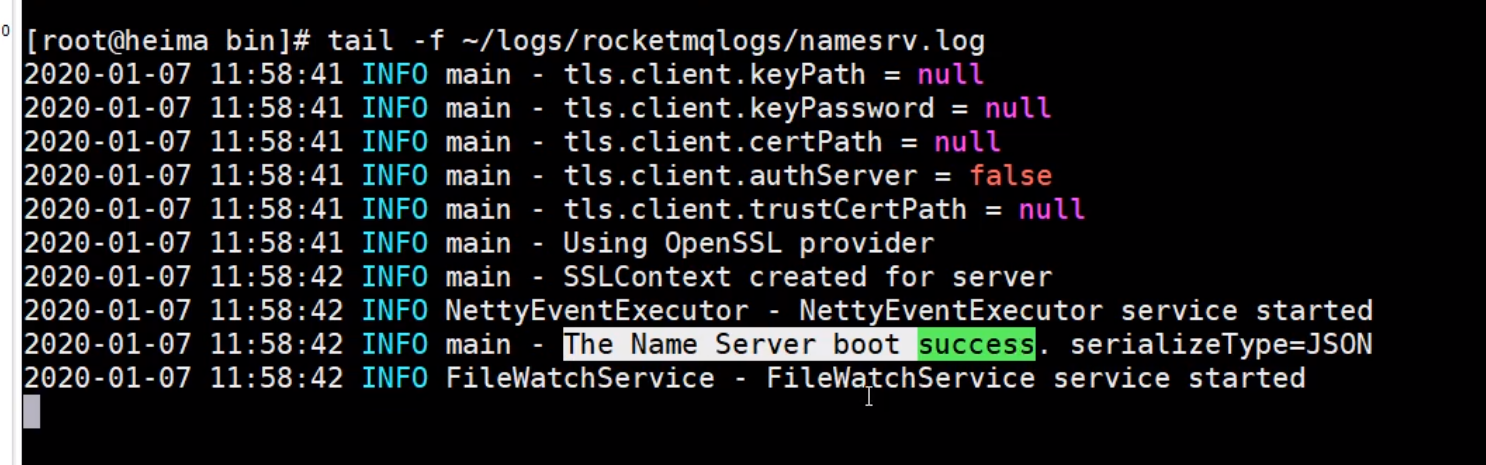 0
[root@heima bin]# tail -f ~/logs/rocketmqlogs/namesrv.log
2020-01-07 11:58:41 INFO main - tls.client.keyPath = null
2020-01-07 11:58:41 INFO main - tls.client.keyPassword = null
2020-01-07 11:58:41 INFO main - tls.client.certPath = null
2020-01-07 11:58:41 INFO main - tls.client.authServer = false
2020-01-07 11:58:41 INFO main - tls.client.trustCertPath = null
2020-01-07 11:58:41 INFO main - Using OpenSSL provider
2020-01-07 11:58:42 INFO main - SSLContext created for server
2020-01-07 11:58:42 INFO NettyEventExecutor - NettyEventExecutor service started
2020-01-07 11:58:42 INFO main - The Name Server boot success. serializeType=JSON
2020-01-07 11:58:42 INFO FileWatchService - FileWatchService service started